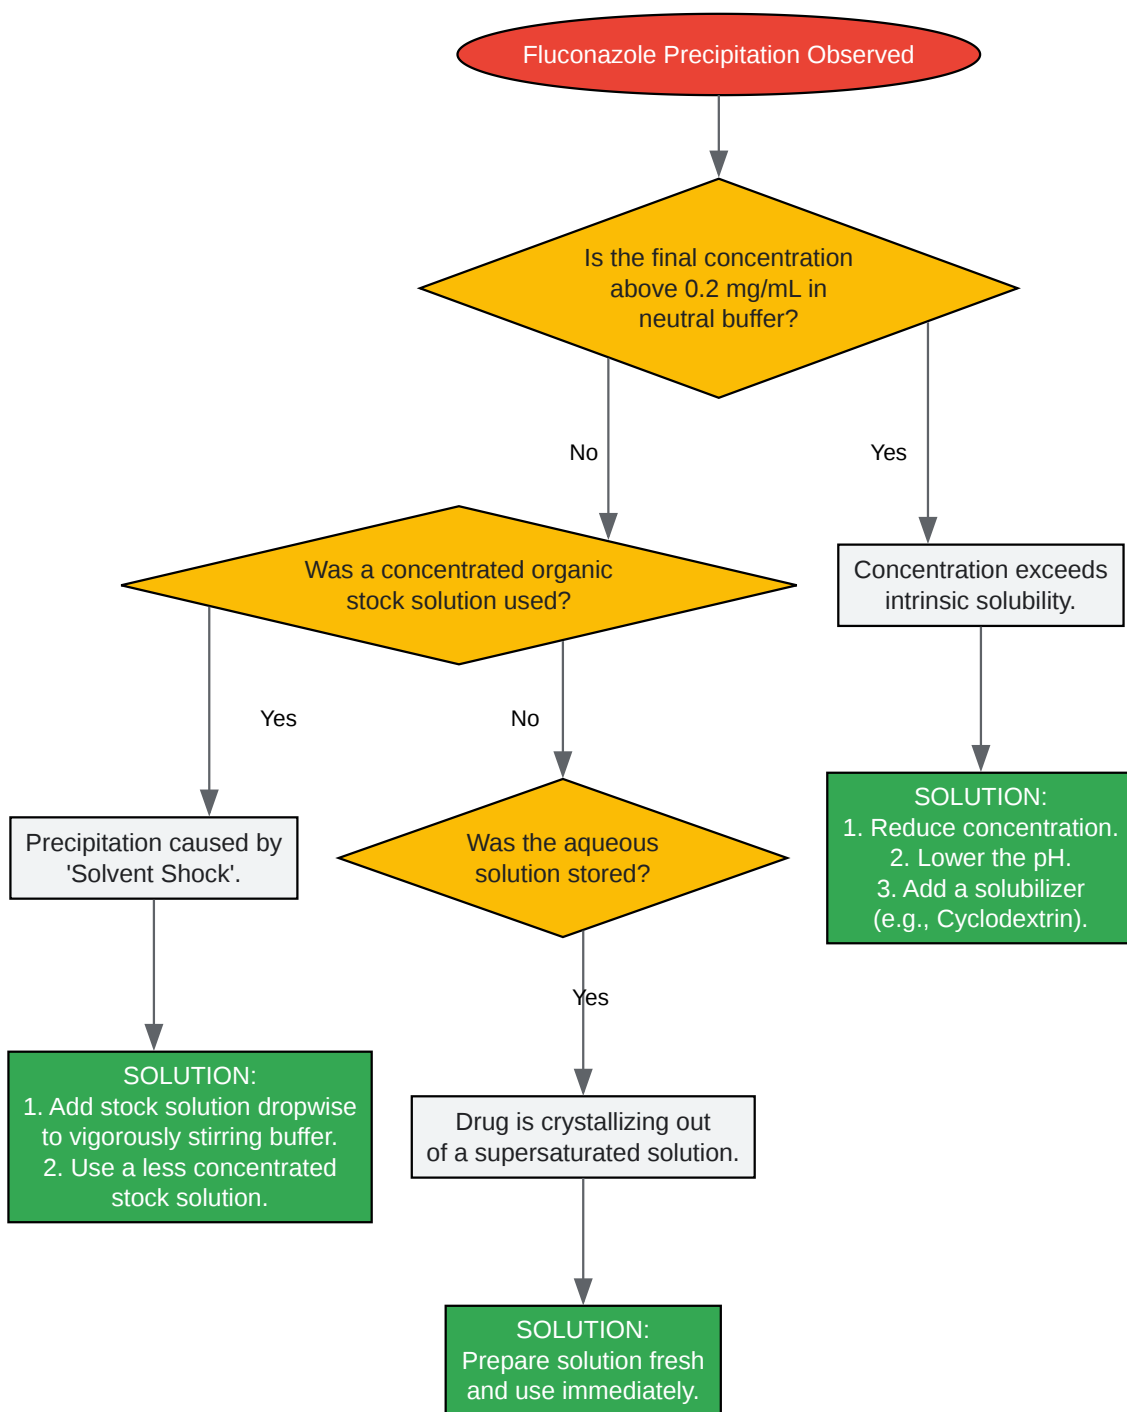 Fluconazole Precipitation Observed
Is the final concentration
above 0.2 mg/mL in
neutral buffer?
No
Yes
Was a concentrated organic
stock solution used?
Concentration exceeds
intrinsic solubility.
Yes
No
SOLUTION:
1. Reduce concentration.
2. Lower the pH.
3. Add a solubilizer
(e.g., Cyclodextrin).
Precipitation caused by
'Solvent Shock'.
Was the aqueous
solution stored?
Yes
SOLUTION:
1. Add stock solution dropwise
to vigorously stirring buffer.
2. Use a less concentrated
stock solution.
Drug is crystallizing out
of a supersaturated solution.
SOLUTION:
Prepare solution fresh
and use immediately.